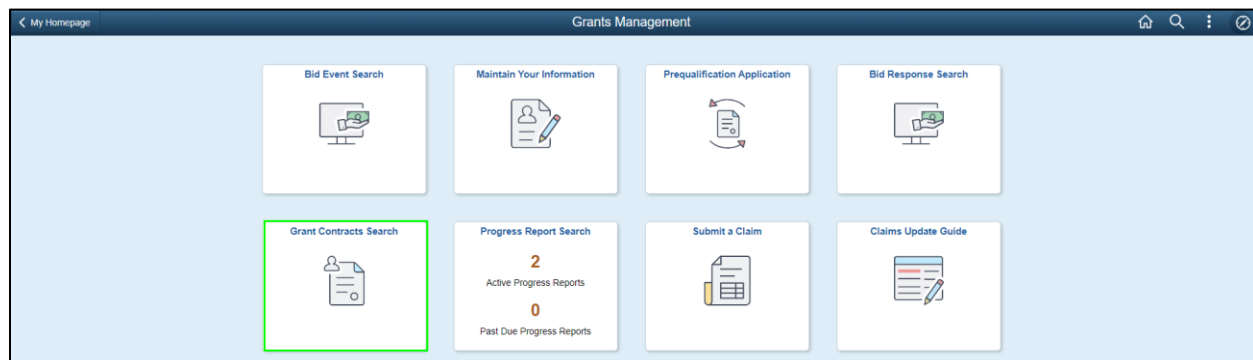 My Homepage
Grants Management
Bid Event Search
Maintain Your Information
Prequalification Application
Bid Response Search
Grant Contracts Search
Progress Report Search
2
Active Progress Reports
0
Past Due Progress Reports
Submit a Claim
Claims Update Guide